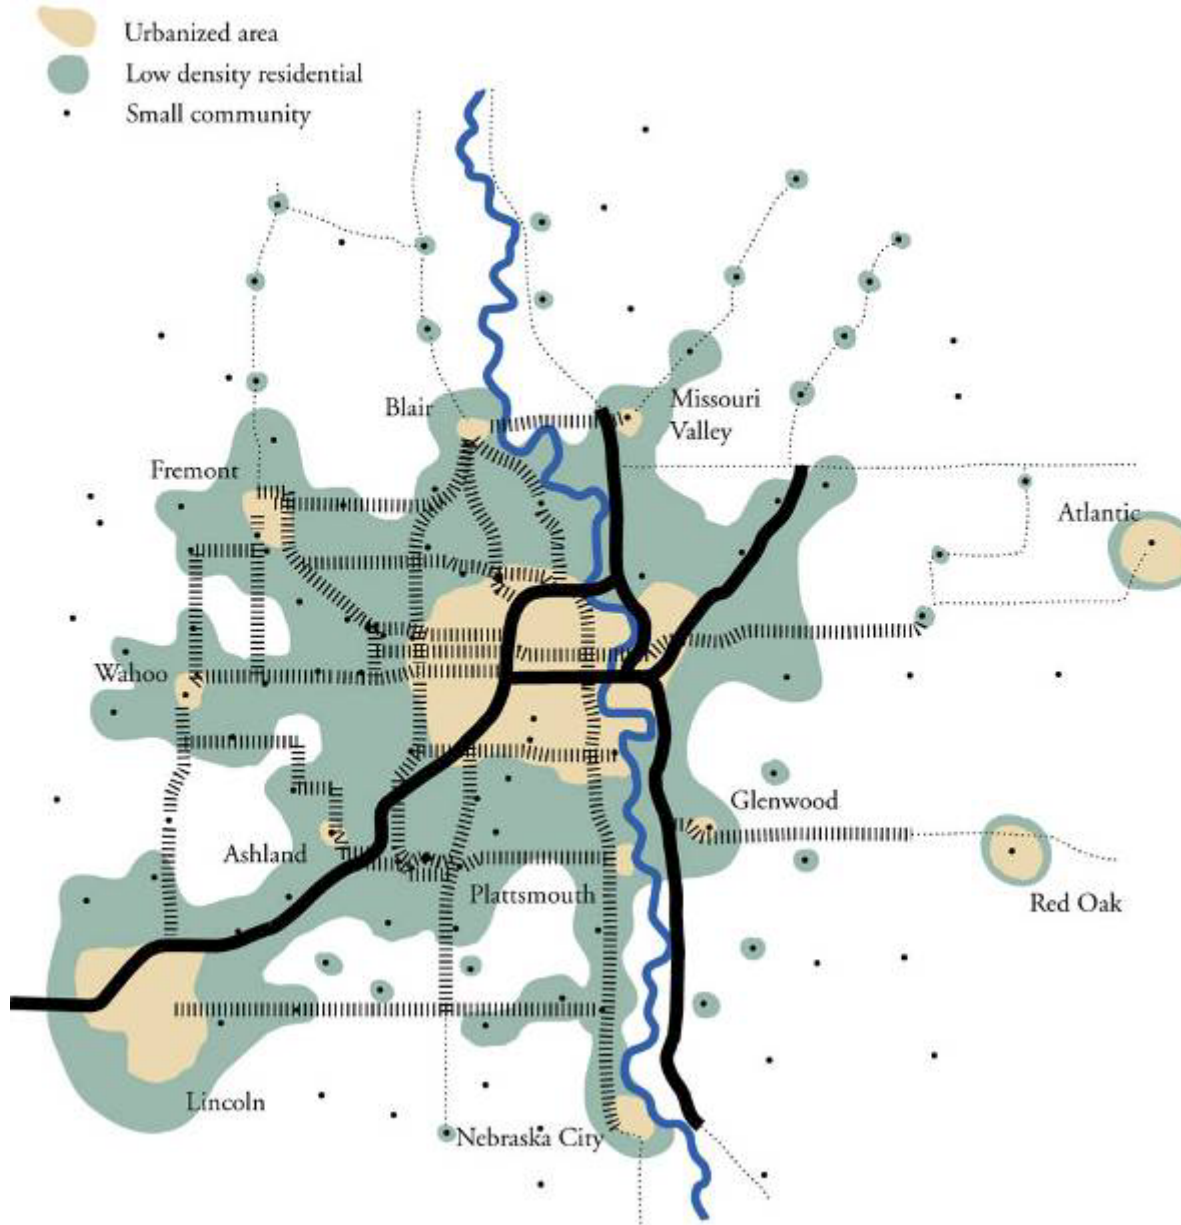 Urbanized area
Low density residential
Small community
Blair
Missouri
Valley
Fremont
Atlantic
Wahoo
Glenwood
Ashland
Plattsmouth
Red Oak
Lincoln
Nebraska City